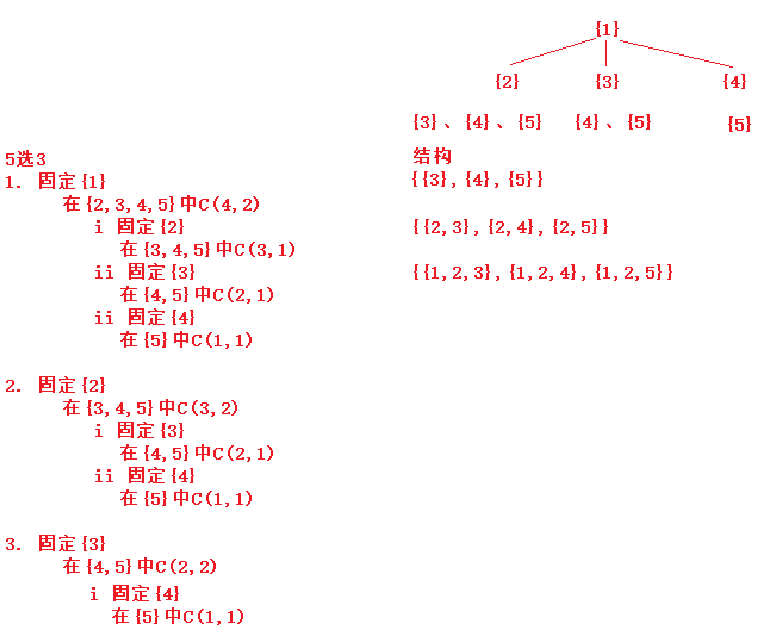 {1}
{2} {3} {4}
{3}、{4}、{5} {4}、{5} {5}
5选3
1. 固定{1}
在{2,3,4,5}中C(4,2)
i 固定{2}
在{3,4,5}中C(3,1)
ii 固定{3}
在{4,5}中C(2,1)
ii 固定{4}
在{5}中C(1,1)
2. 固定{2}
在{3,4,5}中C(3,2)
i 固定{3}
在{4,5}中C(2,1)
ii 固定{4}
在{5}中C(1,1)
3. 固定{3}
在{4,5}中C(2,2)
i 固定{4}
在{5}中C(1,1)
结构
{{3},{4},{5}}
{{2,3},{2,4},{2,5}}
{{1,2,3},{1,2,4},{1,2,5}}